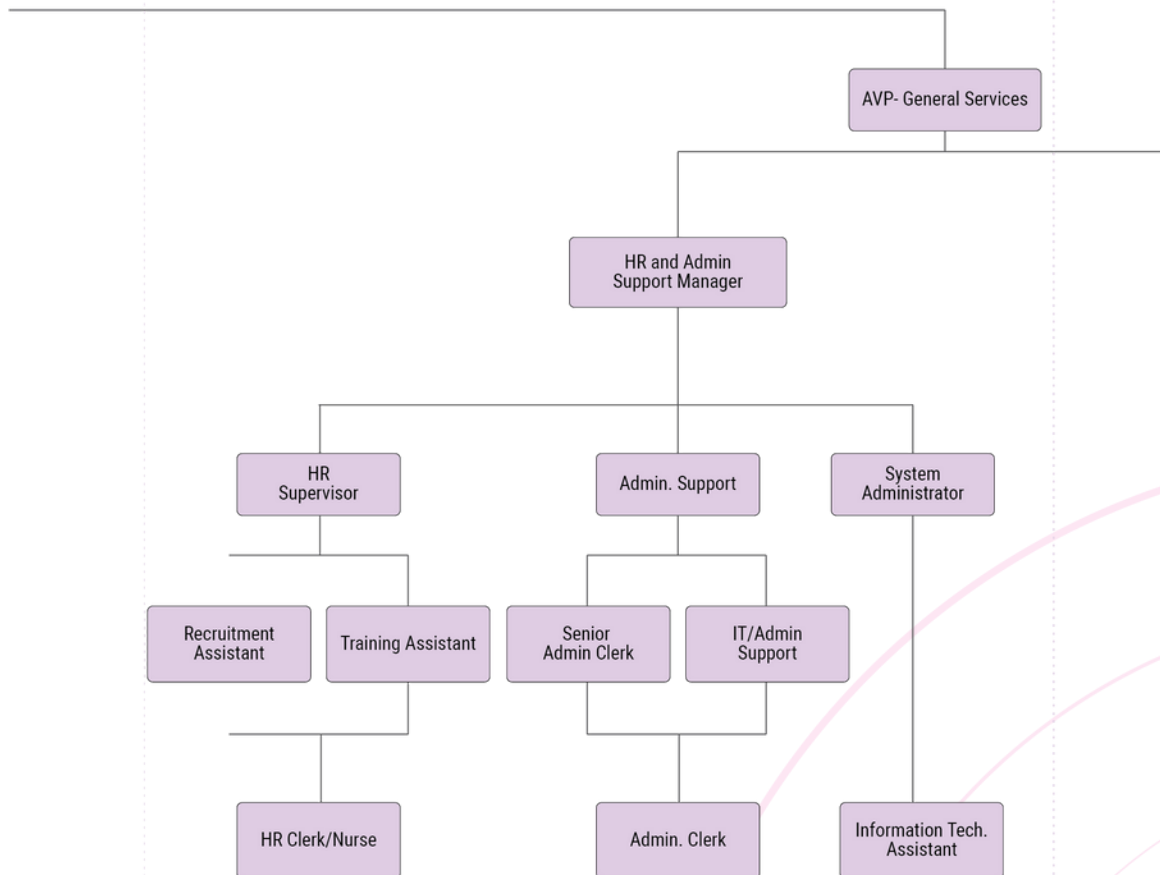 AVP- General Services
HR and Admin
Support Manager
HR
Supervisor
Admin. Support
System
Administrator
Recruitment
Assistant
Training Assistant
Senior
Admin Clerk
IT/Admin
Support
HR Clerk/Nurse
Admin. Clerk
Information Tech.
Assistant